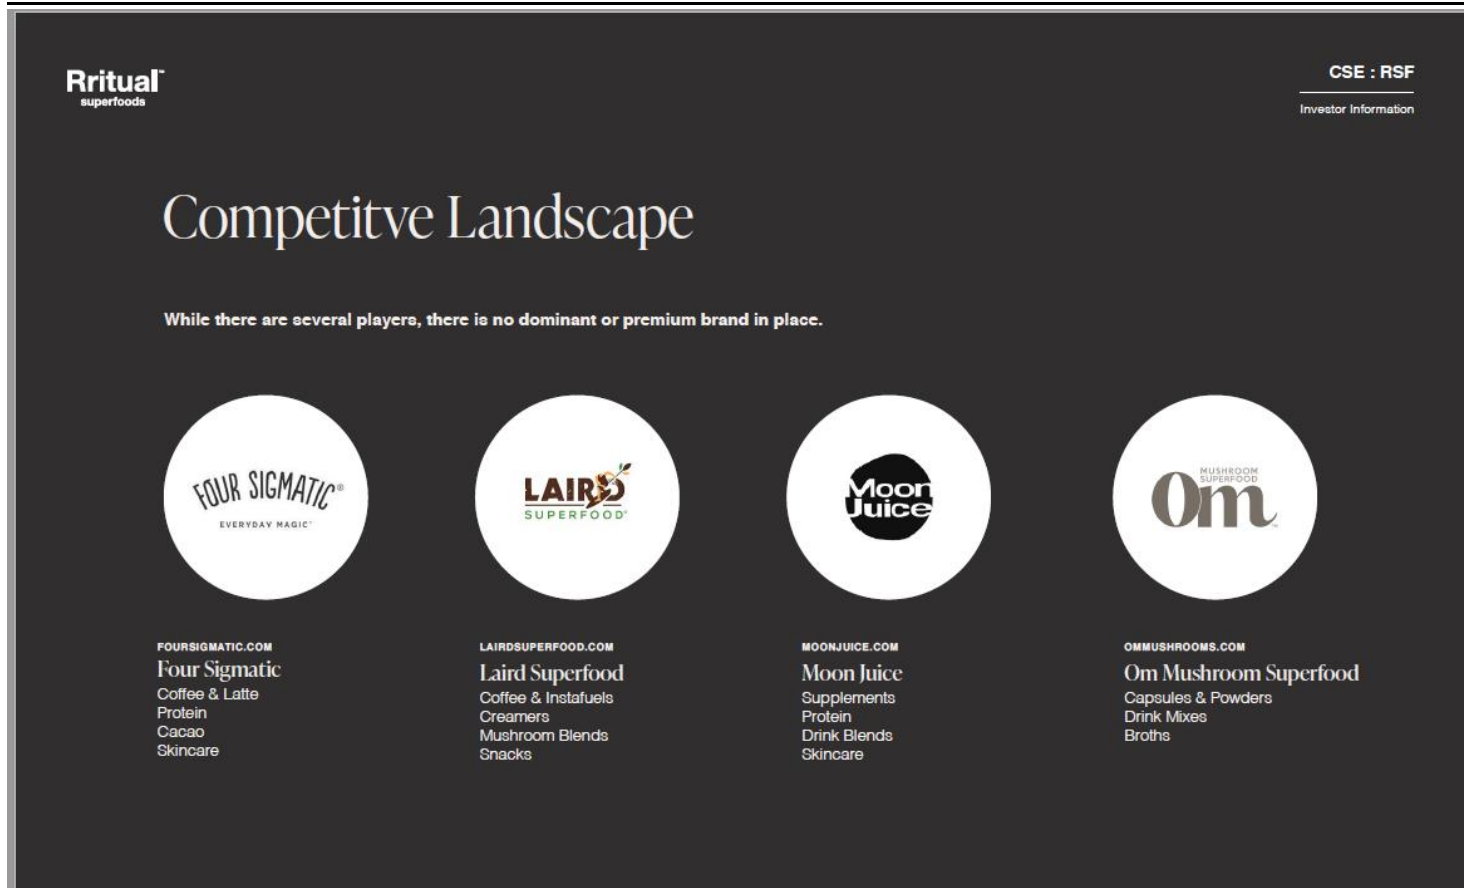 Rritual™
superfoods
CSE : RSF
Investor Information
Competitve Landscape
While there are several players, there is no dominant or premium brand in place.
FOUR SIGMATIC®
EVERYDAY MAGIC™
LAIRD
SUPERFOOD®
Moon
Juice
MUSHROOM
SUPERFOOD
Om™
FOURSIGMATIC.COM
Four Sigmatic
Coffee & Latte
Protein
Cacao
Skincare
LAIRDSUPERFOOD.COM
Laird Superfood
Coffee & Instafuels
Creamers
Mushroom Blends
Snacks
MOONJUICE.COM
Moon Juice
Supplements
Protein
Drink Blends
Skincare
OMMUSHROOMS.COM
Om Mushroom Superfood
Capsules & Powders
Drink Mixes
Broths